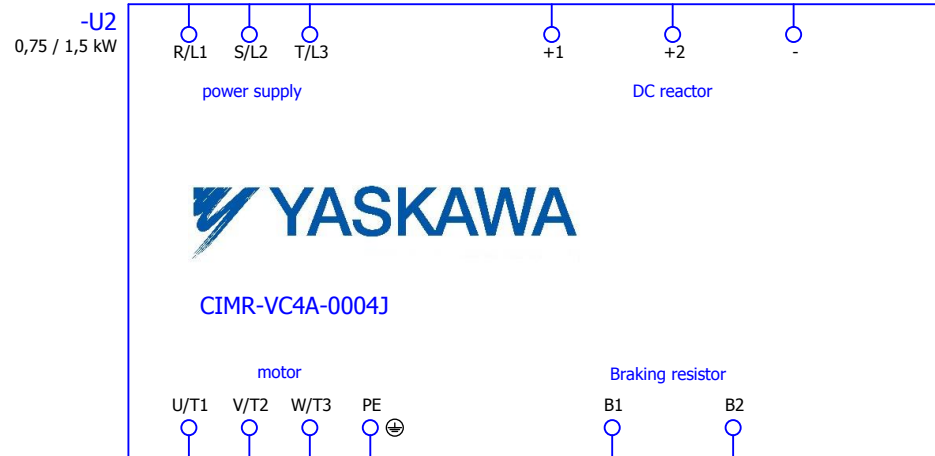 -U2
0,75 / 1,5 kW
R/L1 S/L2 T/L3 +1 +2 -
power supply DC reactor
YASKAWA
CIMR-VC4A-0004J
motor Braking resistor
U/T1 V/T2 W/T3 PE B1 B2